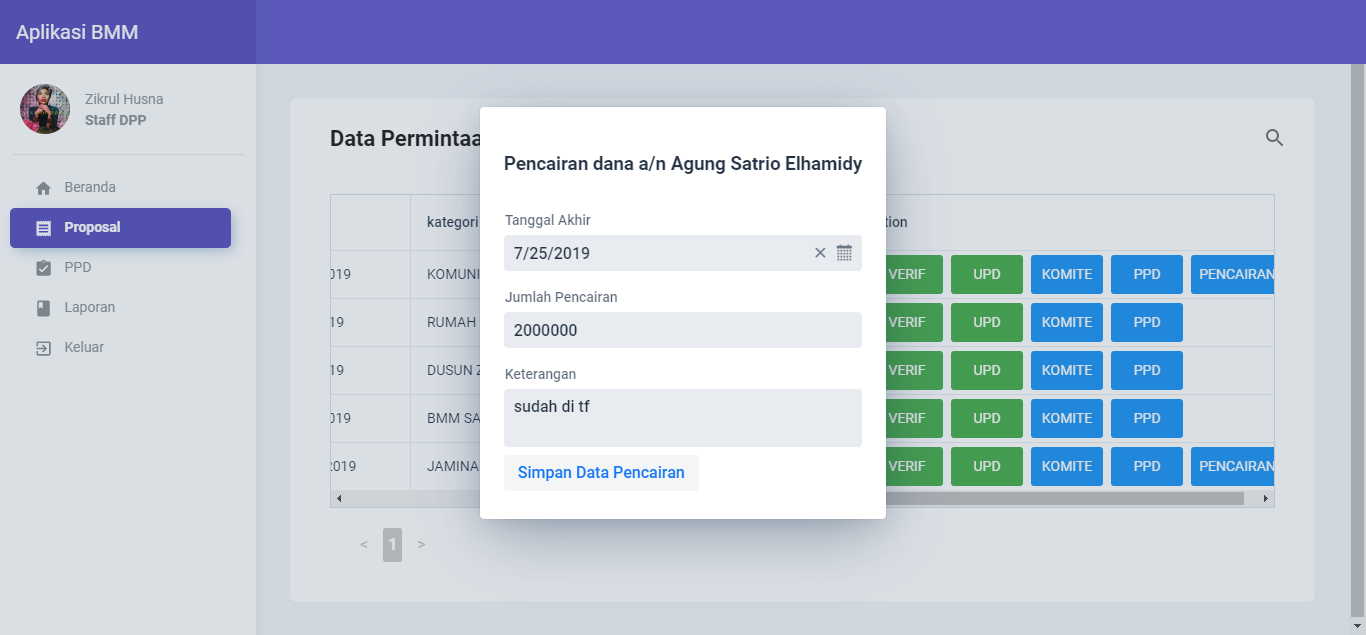 Aplikasi BMM
Zikrul Husna
Staff DPP
Beranda
Proposal
PPD
Laporan
Keluar
Data Permintaa
kategori
tion
019 KOMUNI VERIF UPD KOMITE PPD PENCAIRAN
19 RUMAH VERIF UPD KOMITE PPD
19 DUSUN Z VERIF UPD KOMITE PPD
019 BMM SA VERIF UPD KOMITE PPD
2019 JAMINA VERIF UPD KOMITE PPD PENCAIRAN
< 1 >
Pencairan dana a/n Agung Satrio Elhamidy
Tanggal Akhir
7/25/2019
Jumlah Pencairan
2000000
Keterangan
sudah di tf
Simpan Data Pencairan